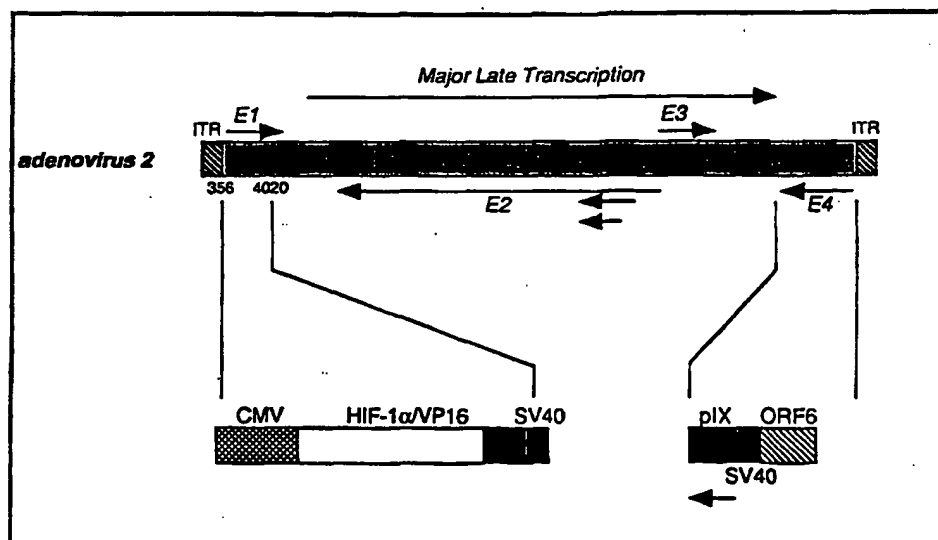 Major Late Transcription
ITR E1 E3 ITR
adenovirus 2
356 4020 E2 E4
CMV HIF-1α/VP16 SV40 pIX ORF6
SV40